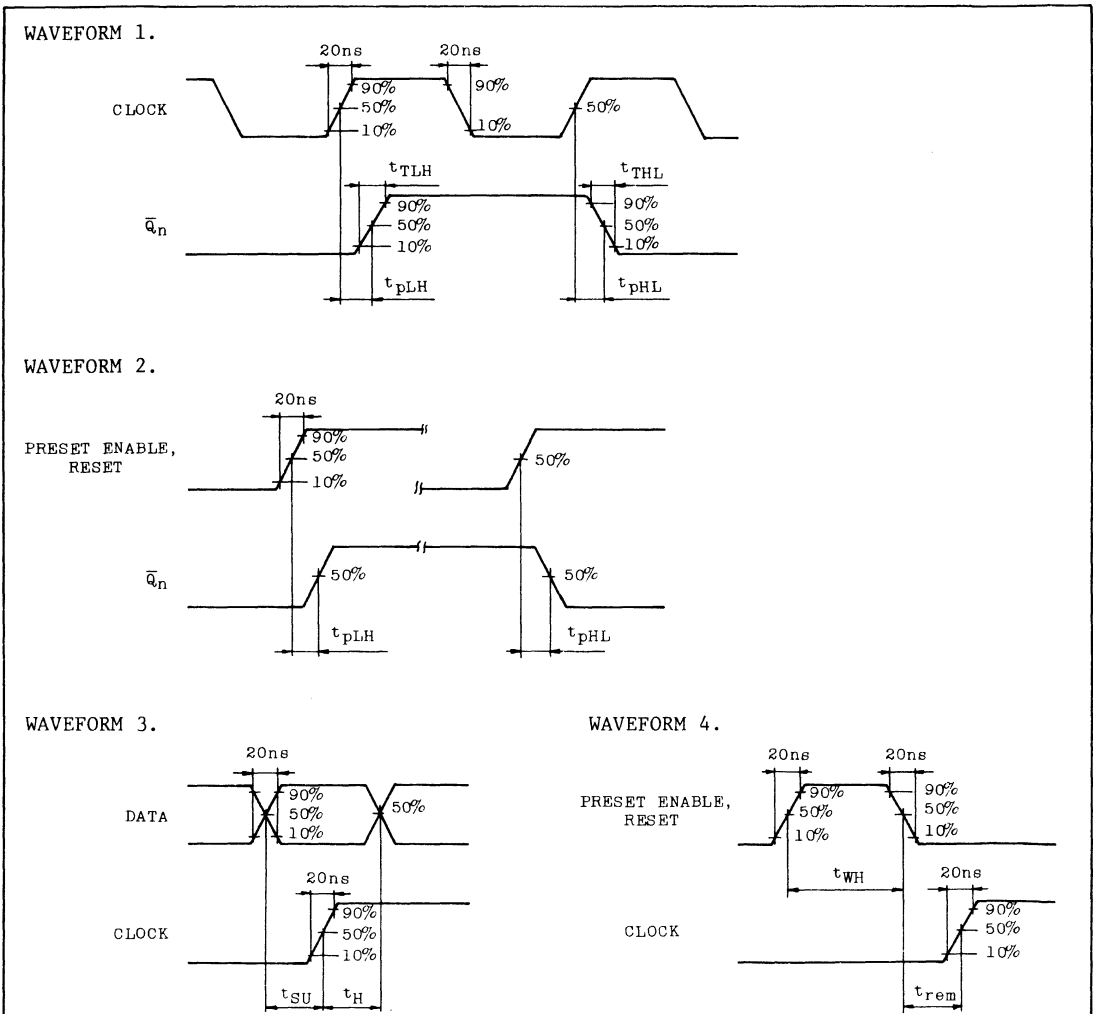 WAVEFORM 1.
20ns 20ns
CLOCK
90% 90%
50% 50%
10% 10%
tTLH tTHL
Q̅n
90% 90%
50% 50%
10% 10%
tpLH tpHL
WAVEFORM 2.
20ns
PRESET ENABLE,
RESET
90%
50% 50%
10%
Q̅n
50% 50%
tpLH tpHL
WAVEFORM 3.
20ns
DATA
90%
50% 50%
10%
20ns
CLOCK
90%
50%
10%
tSU tH
WAVEFORM 4.
20ns 20ns
PRESET ENABLE,
RESET
90% 90%
50% 50%
10% 10%
tWH 20ns
CLOCK
90%
50%
10%
trem